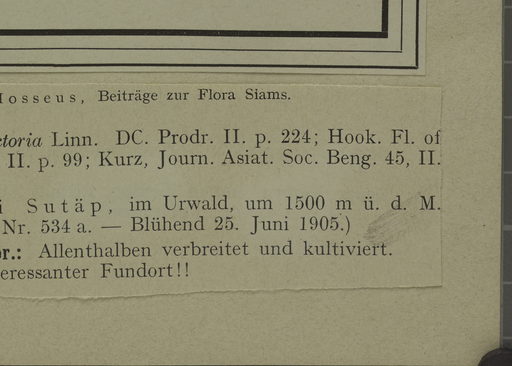 Hosseus, Beiträge zur Flora Siams.
ctoria Linn. DC. Prodr. II. p. 224; Hook. Fl. of
II. p. 99; Kurz, Journ. Asiat. Soc. Beng. 45, II.
i Sutäp, im Urwald, um 1500 m ü. d. M.
Nr. 534 a. — Blühend 25. Juni 1905.)
or.: Allenthalben verbreitet und kultiviert.
eressanter Fundort!!